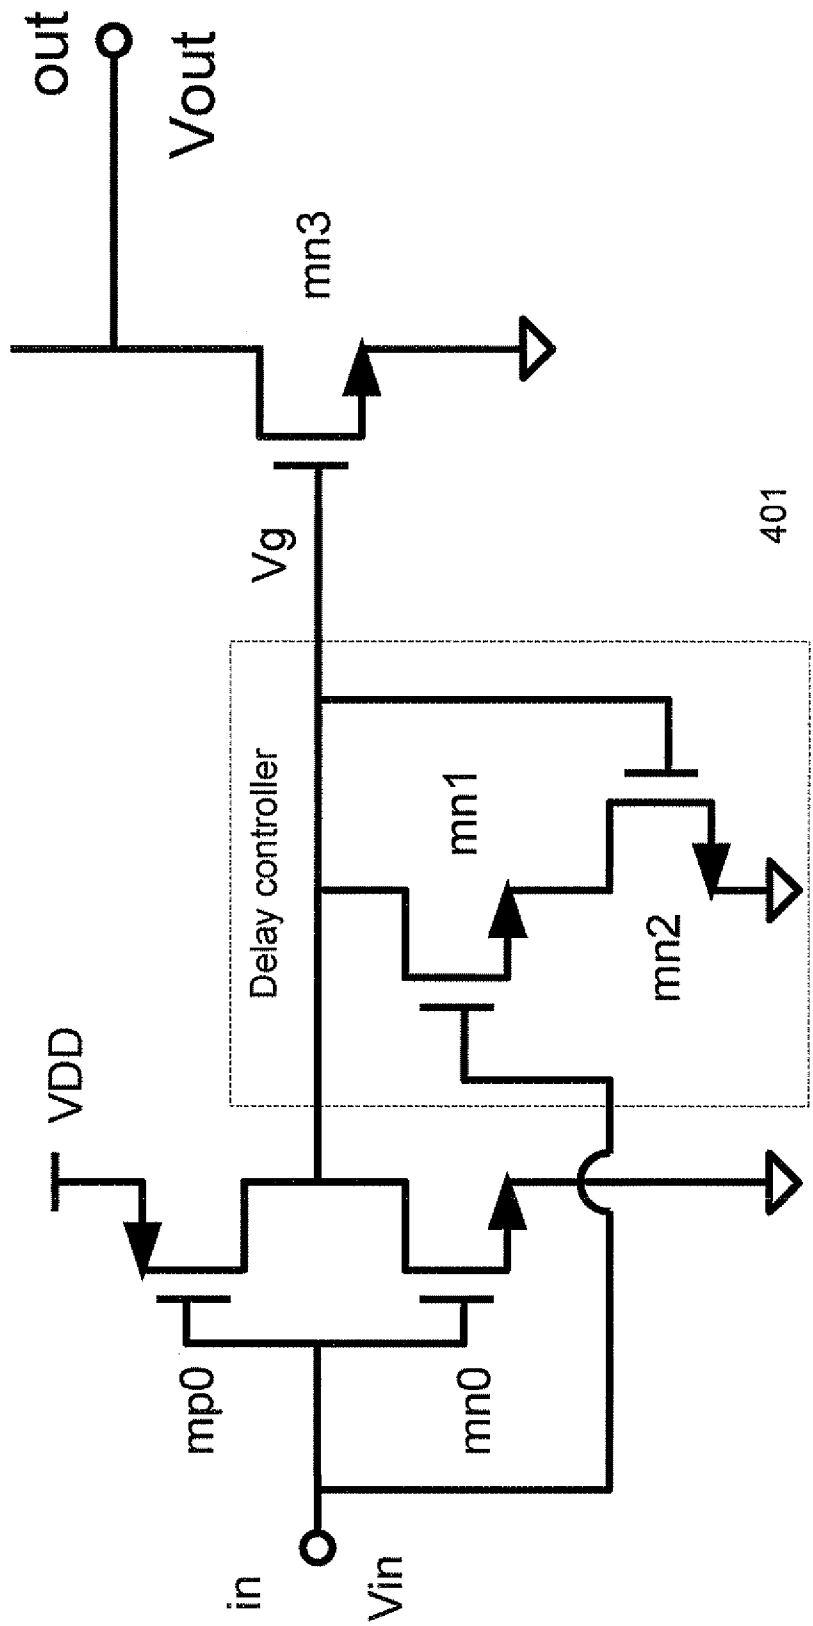 in
Vin
mp0
mn0
VDD
Delay controller
mn1
mn2
Vg
mn3
out
Vout
401